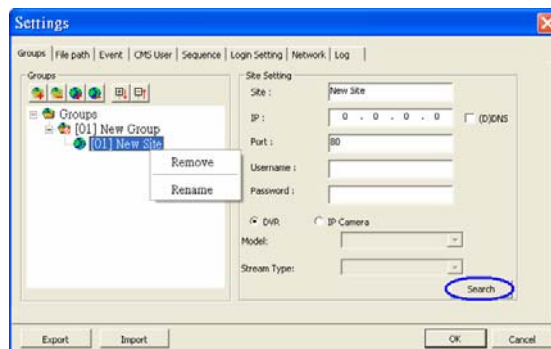 Settings
Groups File path Event CMS User Sequence Login Setting Network Log
Groups
Groups
[01] New Group
[01] New Site
Remove
Rename
Site Setting
Site : New Site
IP : 0 . 0 . 0 . 0 (D)DNS
Port : 80
Username :
Password :
DVR IP Camera
Model:
Stream Type:
Search
Export Import OK Cancel